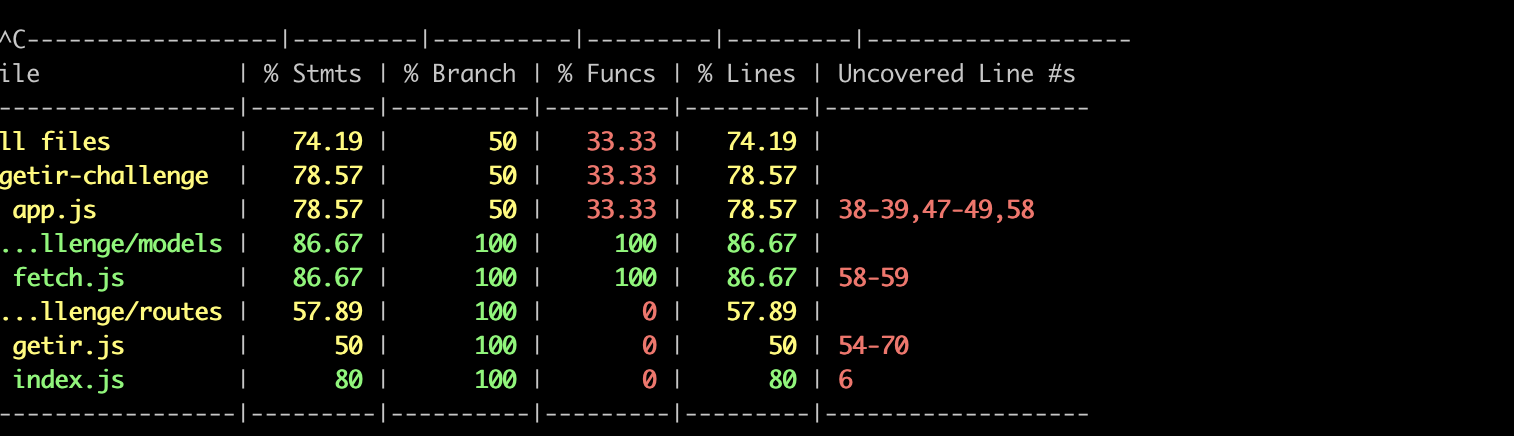 ^C------------------|---------|----------|---------|---------|-------------------
ile              | % Stmts | % Branch | % Funcs | % Lines | Uncovered Line #s
-----------------|---------|----------|---------|---------|-------------------
ll files         |   74.19 |       50 |   33.33 |   74.19 |
getir-challenge  |   78.57 |       50 |   33.33 |   78.57 |
 app.js          |   78.57 |       50 |   33.33 |   78.57 | 38-39,47-49,58
...llenge/models |   86.67 |      100 |     100 |   86.67 |
 fetch.js        |   86.67 |      100 |     100 |   86.67 | 58-59
...llenge/routes |   57.89 |      100 |       0 |   57.89 |
 getir.js        |      50 |      100 |       0 |      50 | 54-70
 index.js        |      80 |      100 |       0 |      80 | 6
-----------------|---------|----------|---------|---------|-------------------